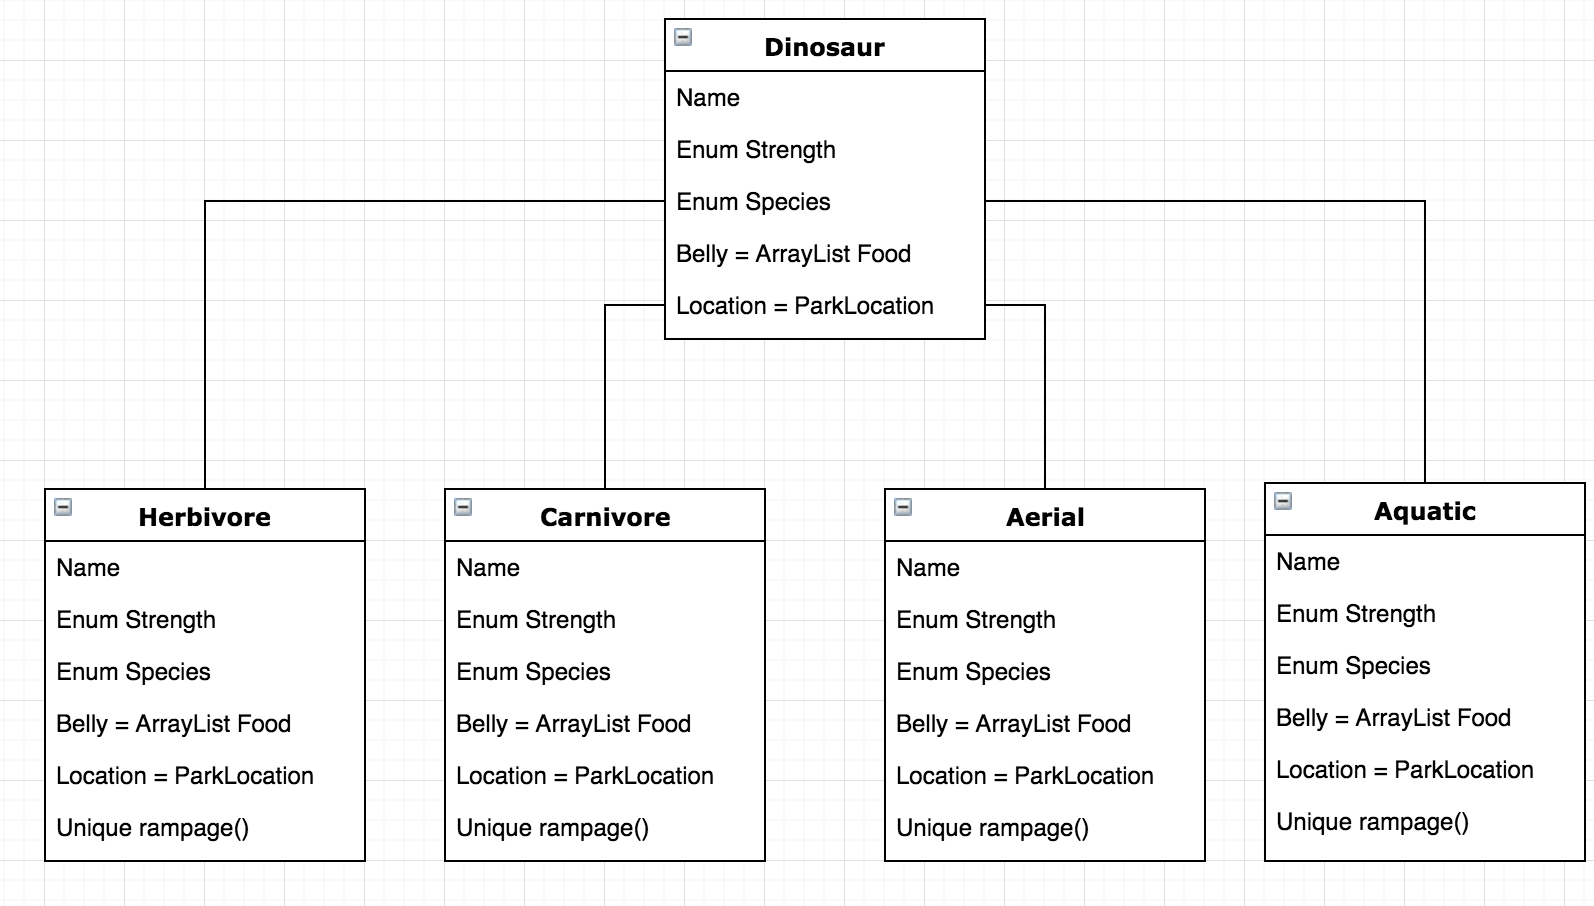 Dinosaur
Name
Enum Strength
Enum Species
Belly = ArrayList Food
Location = ParkLocation
Herbivore
Name
Enum Strength
Enum Species
Belly = ArrayList Food
Location = ParkLocation
Unique rampage()
Carnivore
Name
Enum Strength
Enum Species
Belly = ArrayList Food
Location = ParkLocation
Unique rampage()
Aerial
Name
Enum Strength
Enum Species
Belly = ArrayList Food
Location = ParkLocation
Unique rampage()
Aquatic
Name
Enum Strength
Enum Species
Belly = ArrayList Food
Location = ParkLocation
Unique rampage()